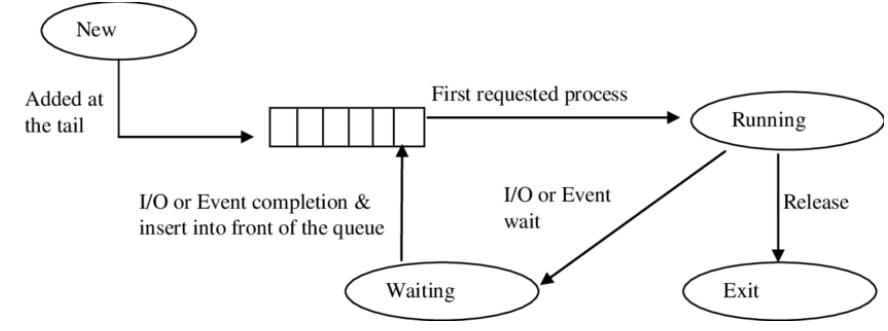 New
Added at
the tail
First requested process
Running
I/O or Event completion &
insert into front of the queue
I/O or Event
wait
Release
Waiting
Exit